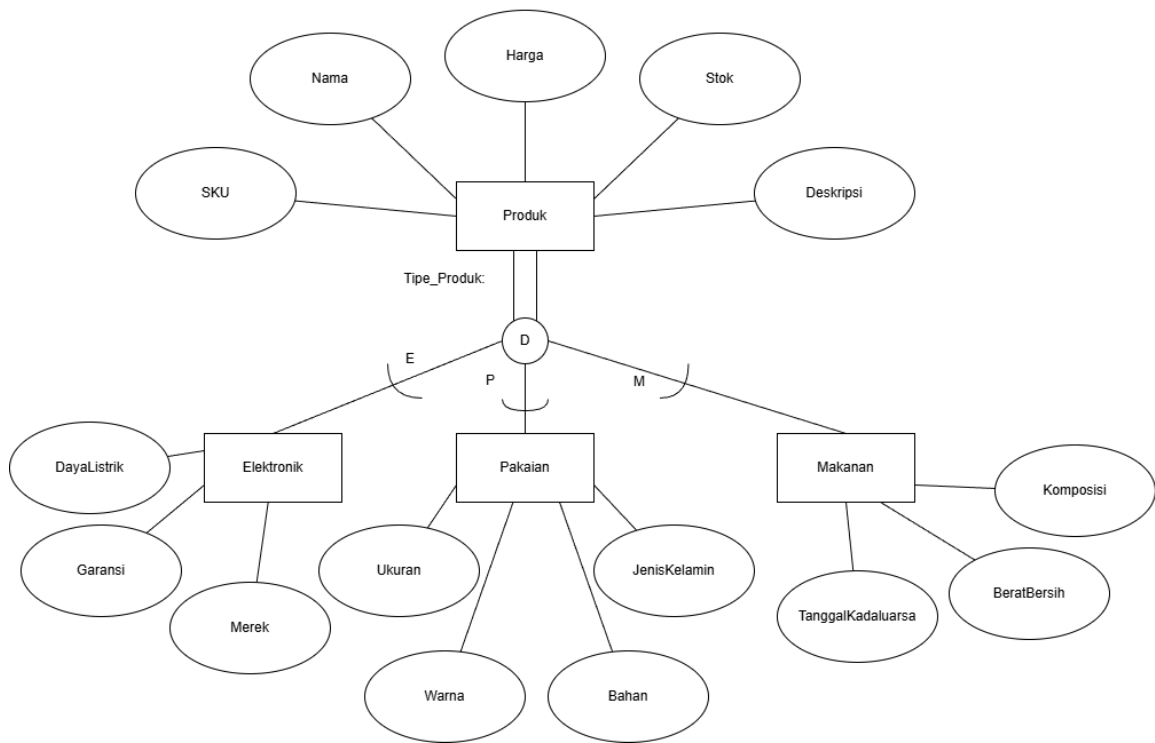 Harga
Nama
Stok
SKU
Deskripsi
Produk
Tipe_Produk:
D
E
P
M
DayaListrik
Elektronik
Pakaian
Makanan
Komposisi
Garansi
Ukuran
JenisKelamin
BeratBersih
Merek
TanggalKadaluarsa
Warna
Bahan